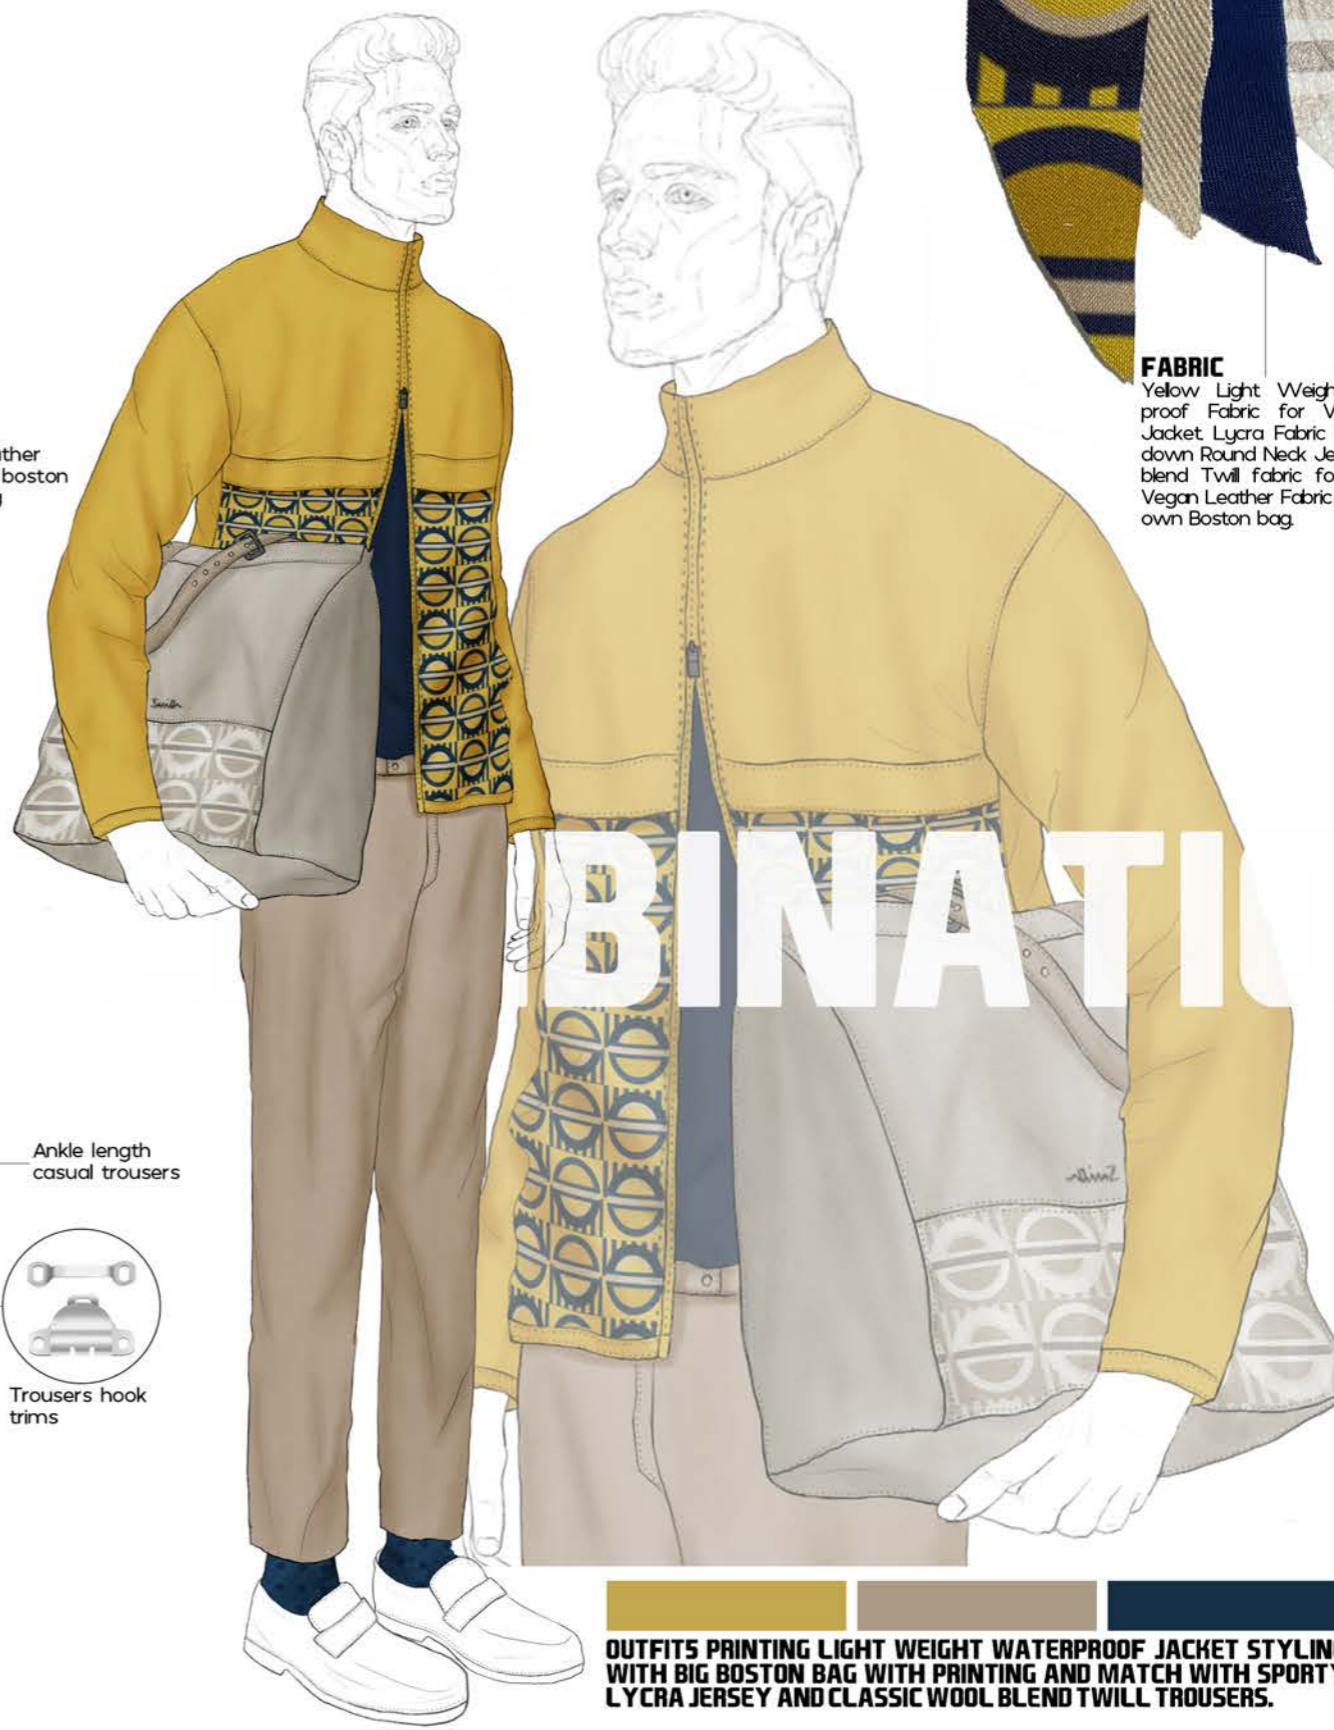 FABRIC
Yellow Light Weigh
proof Fabric for V
Jacket, Lycra Fabric
down Round Neck Je
blend Twill fabric fo
Vegan Leather Fabric
own Boston bag.
ther
boston
BINATI
Ankle length
casual trousers
Trousers hook
trims
OUTFITS PRINTING LIGHT WEIGHT WATERPROOF JACKET STYLIN
WITH BIG BOSTON BAG WITH PRINTING AND MATCH WITH SPORTY
LYCRA JERSEY AND CLASSIC WOOL BLEND TWILL TROUSERS.